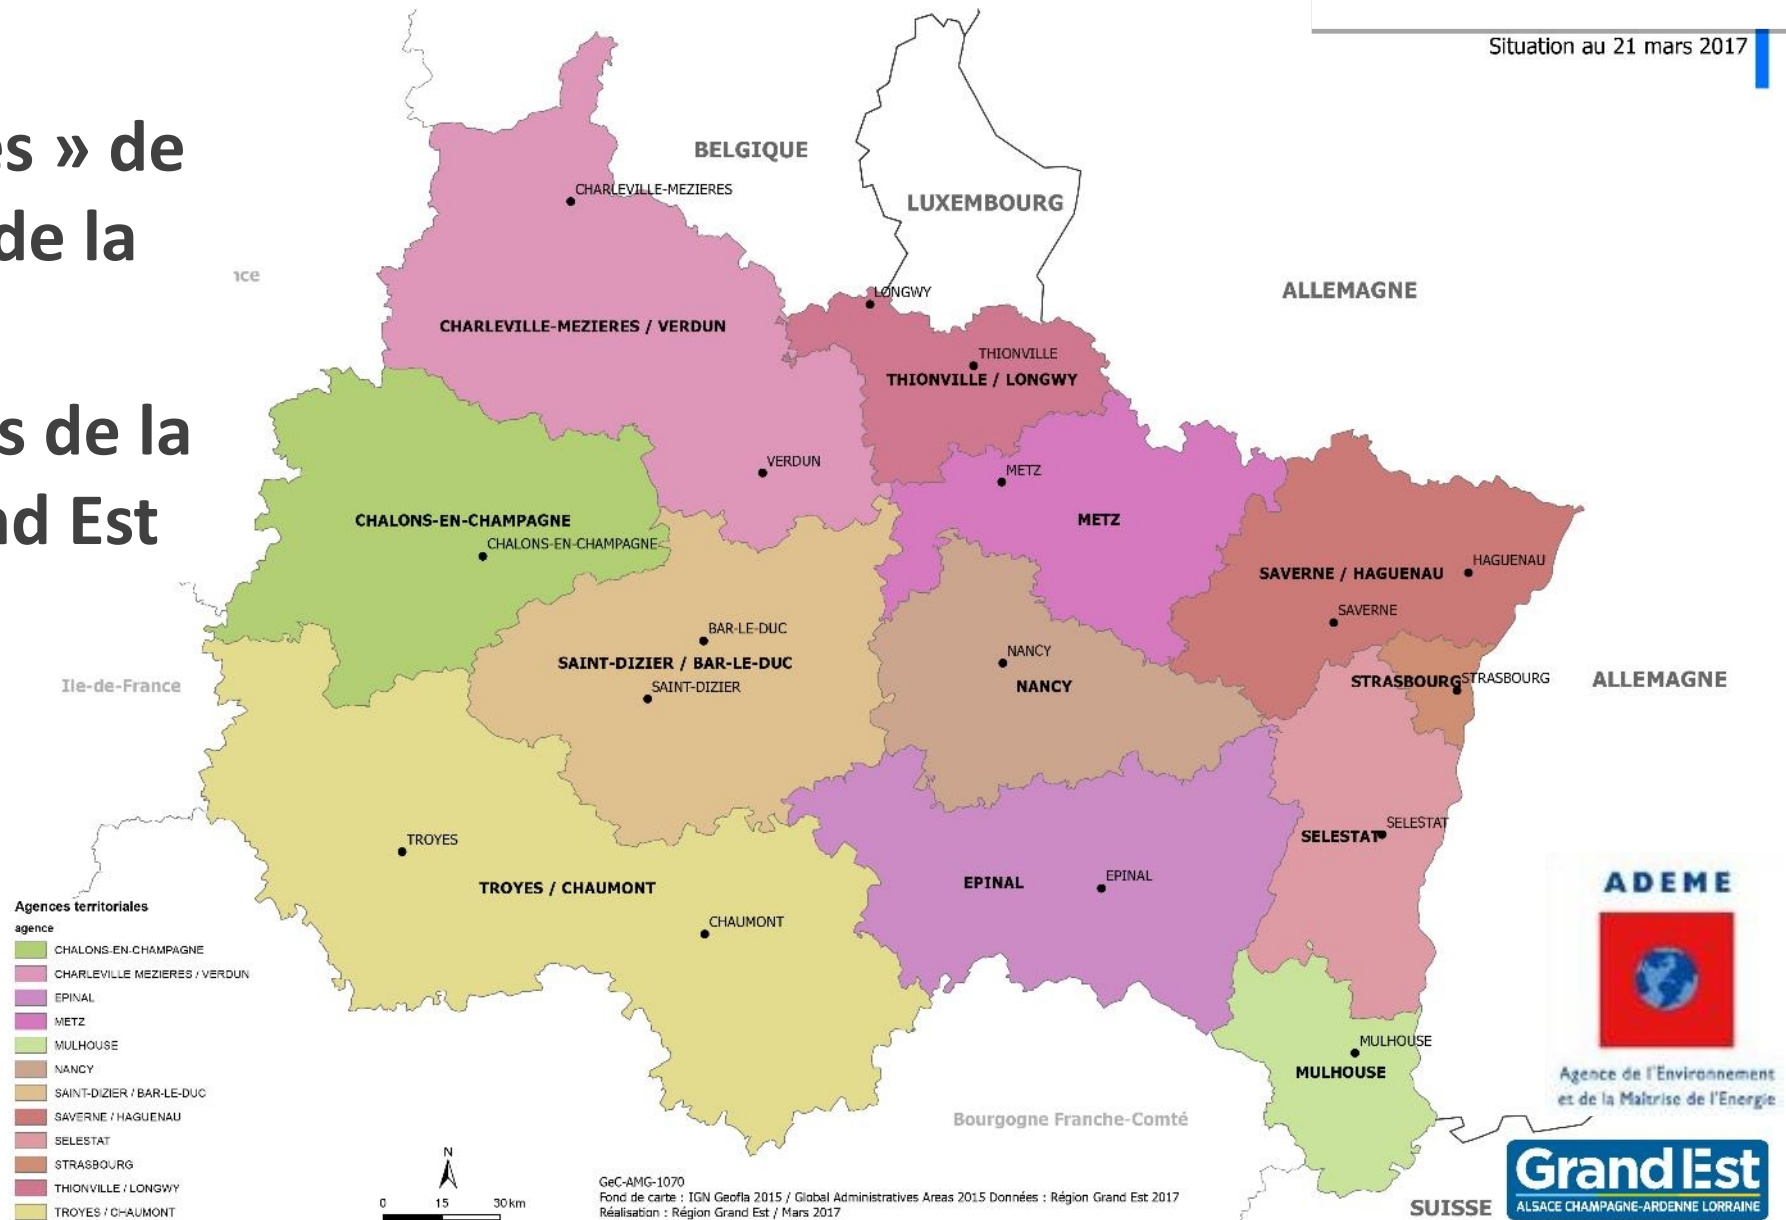 Situation au 21 mars 2017
es » de
de la
s de la
nd Est
nce
BELGIQUE
LUXEMBOURG
ALLEMAGNE
CHARLEVILLE-MEZIERES
CHARLEVILLE-MEZIERES / VERDUN
LONGWY
THIONVILLE
THIONVILLE / LONGWY
VERDUN
METZ
METZ
CHALONS-EN-CHAMPAGNE
CHALONS-EN-CHAMPAGNE
HAGUENAU
SAVERNE / HAGUENAU
SAVERNE
BAR-LE-DUC
SAINT-DIZIER / BAR-LE-DUC
SAINT-DIZIER
NANCY
NANCY
STRASBOURG
STRASBOURG
ALLEMAGNE
Ile-de-France
TROYES
TROYES / CHAUMONT
CHAUMONT
EPINAL
EPINAL
SELESTAT
SELESTAT
MULHOUSE
MULHOUSE
Bourgogne Franche-Comté
SUISSE
Agences territoriales
agence
CHALONS-EN-CHAMPAGNE
CHARLEVILLE MEZIERES / VERDUN
EPINAL
METZ
MULHOUSE
NANCY
SAINT-DIZIER / BAR-LE-DUC
SAVERNE / HAGUENAU
SELESTAT
STRASBOURG
THIONVILLE / LONGWY
TROYES / CHAUMONT
N
0 15 30 km
GeC-AMG-1070
Fond de carte : IGN Geofla 2015 / Global Administratives Areas 2015 Données : Région Grand Est 2017
Réalisation : Région Grand Est / Mars 2017
ADEME
Agence de l'Environnement
et de la Maîtrise de l'Energie
Grand Est
ALSACE CHAMPAGNE-ARDENNE LORRAINE